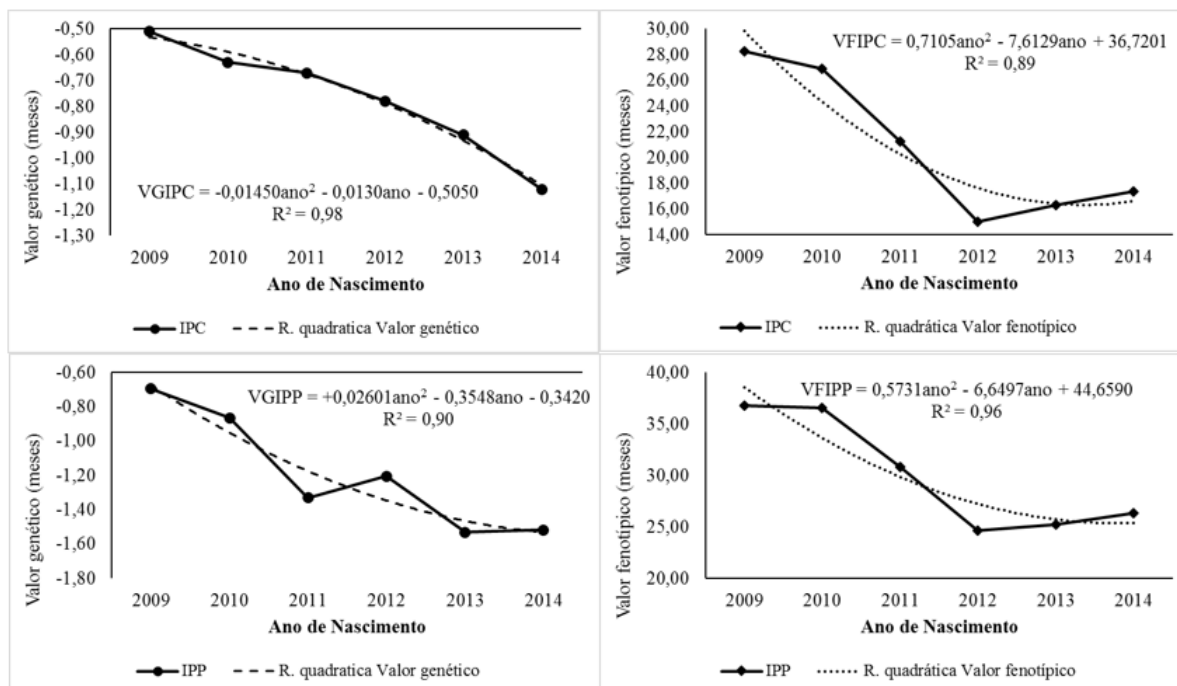 Valor genético (meses)
-0,50
-0,60
-0,70
-0,80
-0,90
-1,00
-1,10
-1,20
-1,30
VGIPC = -0,01450ano² - 0,0130ano - 0,5050
R² = 0,98
2009 2010 2011 2012 2013 2014
Ano de Nascimento
IPC R. quadratica Valor genético
Valor fenotípico (meses)
30,00
28,00
26,00
24,00
22,00
20,00
18,00
16,00
14,00
VFIPC = 0,7105ano² - 7,6129ano + 36,7201
R² = 0,89
2009 2010 2011 2012 2013 2014
Ano de Nascimento
IPC R. quadrática Valor fenotípico
Valor genético (meses)
-0,60
-0,80
-1,00
-1,20
-1,40
-1,60
-1,80
VGIPP = +0,02601ano² - 0,3548ano - 0,3420
R² = 0,90
2009 2010 2011 2012 2013 2014
Ano de Nascimento
IPP R. quadratica Valor genético
Valor fenotípico (meses)
40,00
35,00
30,00
25,00
20,00
VFIPP = 0,5731ano² - 6,6497ano + 44,6590
R² = 0,96
2009 2010 2011 2012 2013 2014
Ano de Nascimento
IPP R. quadrática Valor fenotípico